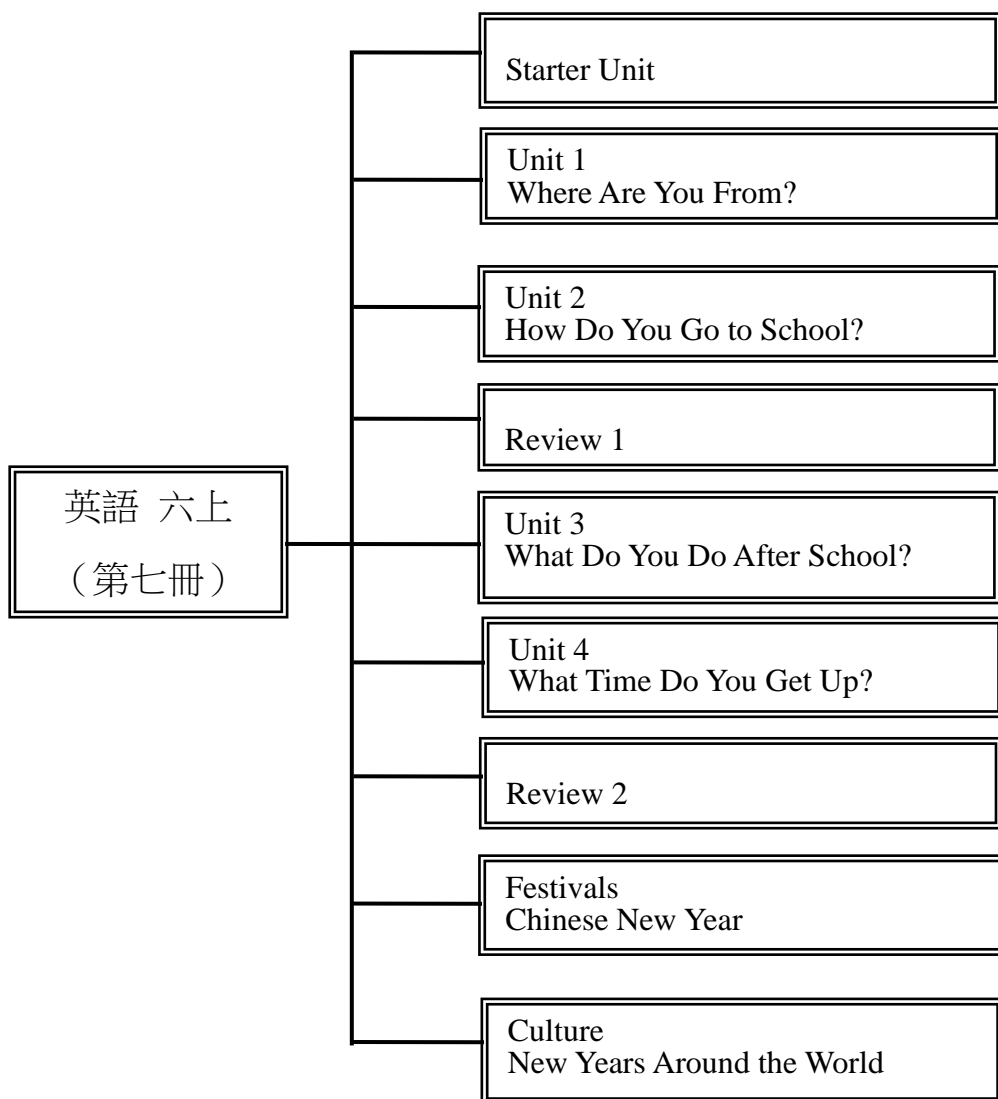 Starter Unit
Unit 1
Where Are You From?
Unit 2
How Do You Go to School?
Review 1
英語 六上
（第七冊）
Unit 3
What Do You Do After School?
Unit 4
What Time Do You Get Up?
Review 2
Festivals
Chinese New Year
Culture
New Years Around the World